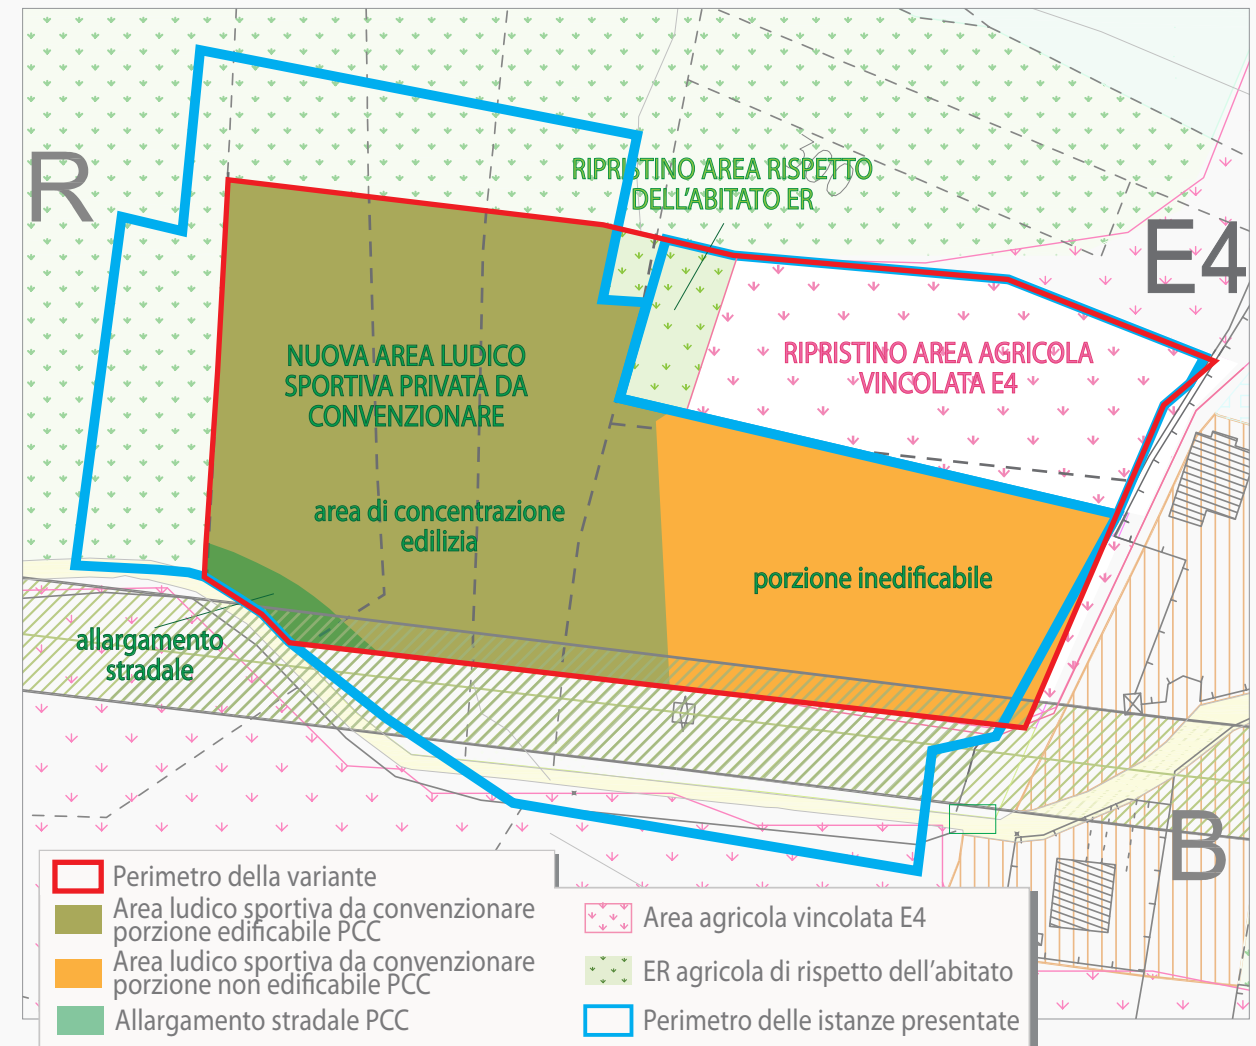 R
RIPRISTINO AREA RISPETTO
DELL'ABITATO ER
E4
NUOVA AREA LUDICO
SPORTIVA PRIVATA DA
CONVENZIONARE
RIPRISTINO AREA AGRICOLA
VINCOLATA E4
area di concentrazione
edilizia
porzione inedificabile
allargamento
stradale
B
Perimetro della variante
Area ludico sportiva da convenzionare
porzione edificabile PCC
Area ludico sportiva da convenzionare
porzione non edificabile PCC
Allargamento stradale PCC
Area agricola vincolata E4
ER agricola di rispetto dell'abitato
Perimetro delle istanze presentate